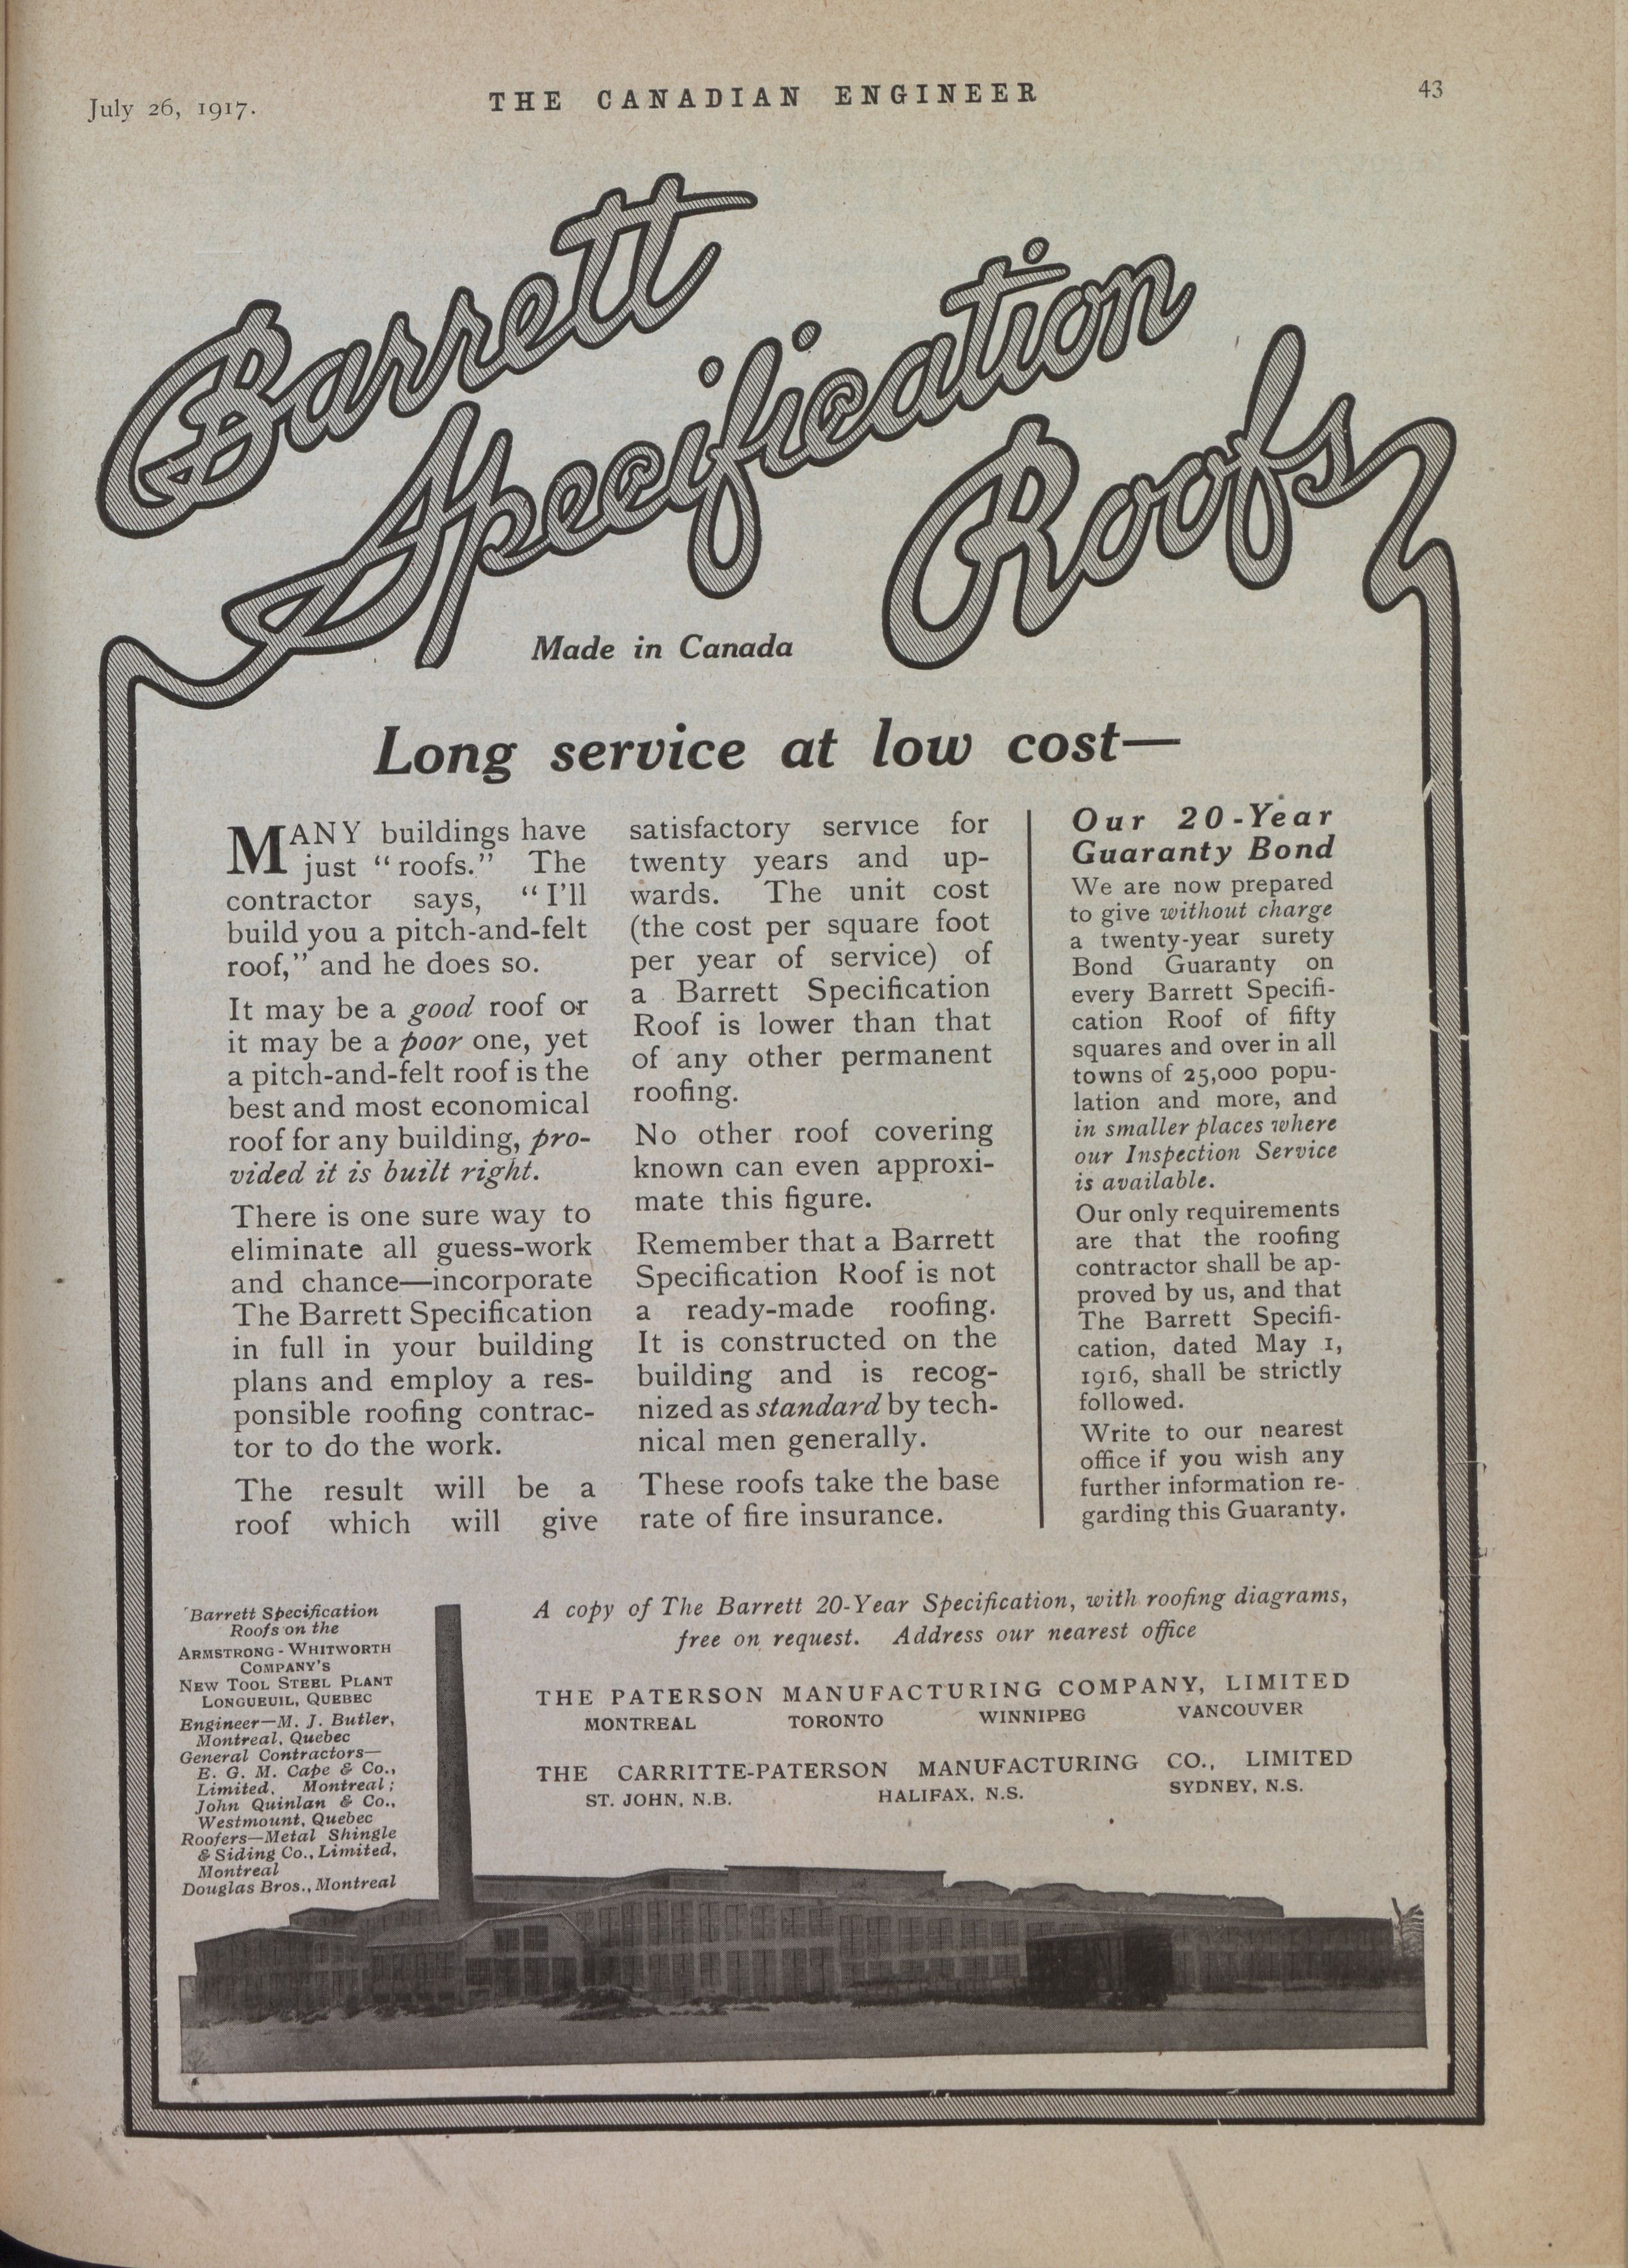 July 26, 1917.
THE CANADIAN ENGINEER
43
Barrett
Specification
Roofs
Made in Canada
Long service at low cost—
MANY buildings have
just “roofs.” The
contractor says, “I’ll
build you a pitch-and-felt
roof,” and he does so.
It may be a good roof or
it may be a poor one, yet
a pitch-and-felt roof is the
best and most economical
roof for any building, pro-
vided it is built right.
There is one sure way to
eliminate all guess-work
and chance—incorporate
The Barrett Specification
in full in your building
plans and employ a res-
ponsible roofing contrac-
tor to do the work.
The result will be a
roof which will give
satisfactory service for
twenty years and up-
wards. The unit cost
(the cost per square foot
per year of service) of
a Barrett Specification
Roof is lower than that
of any other permanent
roofing.
No other roof covering
known can even approxi-
mate this figure.
Remember that a Barrett
Specification Roof is not
a ready-made roofing.
It is constructed on the
building and is recog-
nized as standard by tech-
nical men generally.
These roofs take the base
rate of fire insurance.
Our 20-Year
Guaranty Bond
We are now prepared
to give without charge
a twenty-year surety
Bond Guaranty on
every Barrett Specifi-
cation Roof of fifty
squares and over in all
towns of 25,000 popu-
lation and more, and
in smaller places where
our Inspection Service
is available.
Our only requirements
are that the roofing
contractor shall be ap-
proved by us, and that
The Barrett Specifi-
cation, dated May 1,
1916, shall be strictly
followed.
Write to our nearest
office if you wish any
further information re-
garding this Guaranty.
Barrett Specification
Roofs on the
ARMSTRONG-WHITWORTH
COMPANY’S
NEW TOOL STEEL PLANT
LONGUEUIL, QUEBEC
Engineer—M. J. Butler,
Montreal, Quebec
General Contractors—
E. G. M. Cape & Co.,
Limited, Montreal;
John Quinlan & Co.,
Westmount, Quebec
Roofers—Metal Shingle
& Siding Co., Limited,
Montreal
Douglas Bros., Montreal
A copy of The Barrett 20-Year Specification, with roofing diagrams,
free on request. Address our nearest office
THE PATERSON MANUFACTURING COMPANY, LIMITED
MONTREAL TORONTO WINNIPEG VANCOUVER
THE CARRITTE-PATERSON MANUFACTURING CO., LIMITED
ST. JOHN, N.B. HALIFAX, N.S. SYDNEY, N.S.